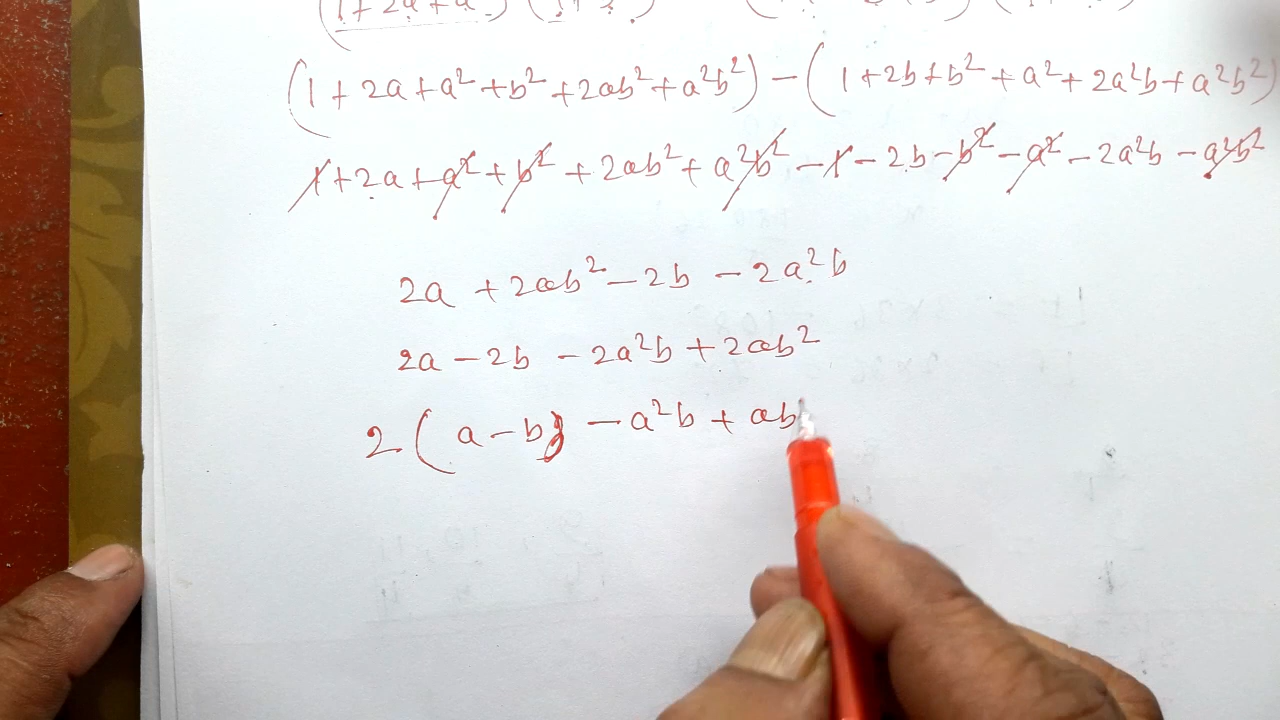 (1+2a+a²+b²+2ab²+a²b²) - (1+2b+b²+a²+2a²b+a²b²)
1+2a+a²+b²+2ab²+a²b²-1-2b-b²-a²-2a²b-a²b²
2a+2ab²-2b-2a²b
2a-2b-2a²b+2ab²
2(a-b) -a²b+ab